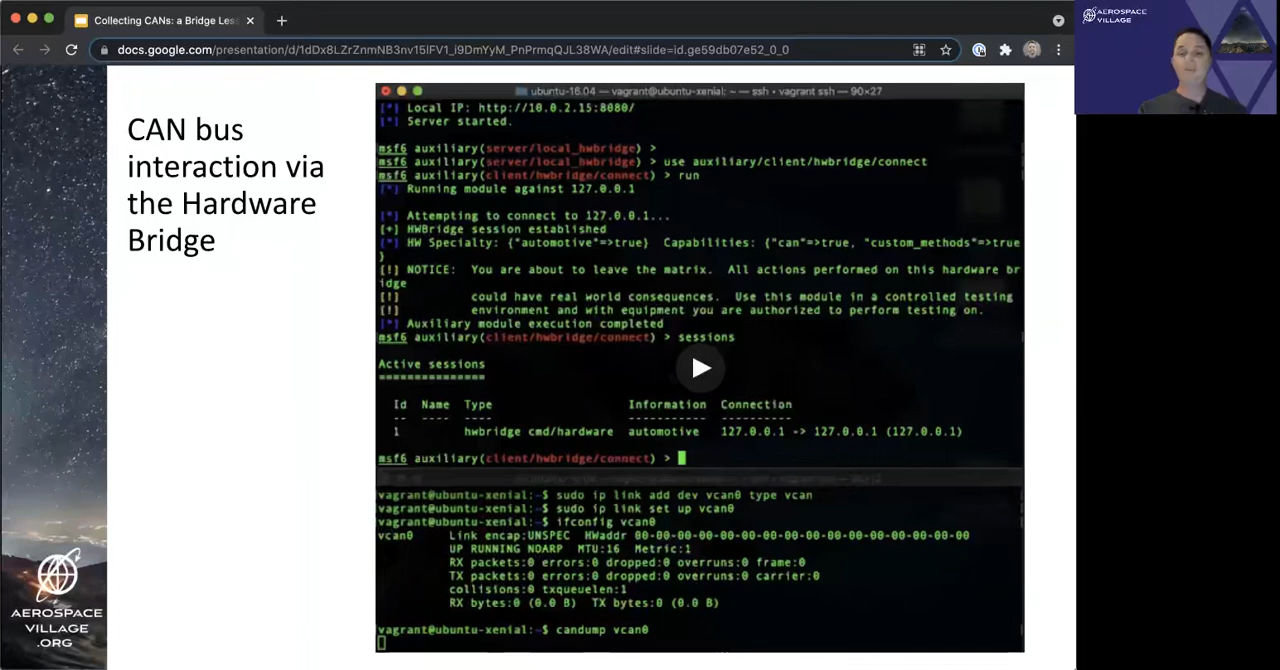 Collecting CANs: a Bridge Les
docs.google.com/presentation/d/1dDx8LZrZnmNB3nv15lFV1_i9DmYyM_PnPrmqQJL38WA/edit#slide=id.ge59db07e52_0_0
AEROSPACE
VILLAGE
CAN bus
interaction via
the Hardware
Bridge
ubuntu-16.04 — vagrant@ubuntu-xenial: ~ — ssh • vagrant ssh — 90×27
[*] Local IP: http://10.0.2.15:8080/
[*] Server started.
msf6 auxiliary(server/local_hwbridge) >
msf6 auxiliary(server/local_hwbridge) > use auxiliary/client/hwbridge/connect
msf6 auxiliary(client/hwbridge/connect) > run
[*] Running module against 127.0.0.1
[*] Attempting to connect to 127.0.0.1...
[+] HWBridge session established
[*] HW Specialty: {"automotive"=>true}  Capabilities: {"can"=>true, "custom_methods"=>true
}
[!] NOTICE:  You are about to leave the matrix.  All actions performed on this hardware br
idge
[!]          could have real world consequences.  Use this module in a controlled testing
[!]          environment and with equipment you are authorized to perform testing on.
[*] Auxiliary module execution completed
msf6 auxiliary(client/hwbridge/connect) > sessions
Active sessions
===============
Id  Name  Type                   Information  Connection
--  ----  ----                   -----------  ----------
1         hwbridge cmd/hardware  automotive   127.0.0.1 -> 127.0.0.1 (127.0.0.1)
msf6 auxiliary(client/hwbridge/connect) >
vagrant@ubuntu-xenial:~$ sudo ip link add dev vcan0 type vcan
vagrant@ubuntu-xenial:~$ sudo ip link set up vcan0
vagrant@ubuntu-xenial:~$ ifconfig vcan0
vcan0     Link encap:UNSPEC  HWaddr 00-00-00-00-00-00-00-00-00-00-00-00-00-00-00-00
UP RUNNING NOARP  MTU:16  Metric:1
RX packets:0 errors:0 dropped:0 overruns:0 frame:0
TX packets:0 errors:0 dropped:0 overruns:0 carrier:0
collisions:0 txqueuelen:1
RX bytes:0 (0.0 B)  TX bytes:0 (0.0 B)
vagrant@ubuntu-xenial:~$ candump vcan0
AEROSPACE
VILLAGE
.ORG